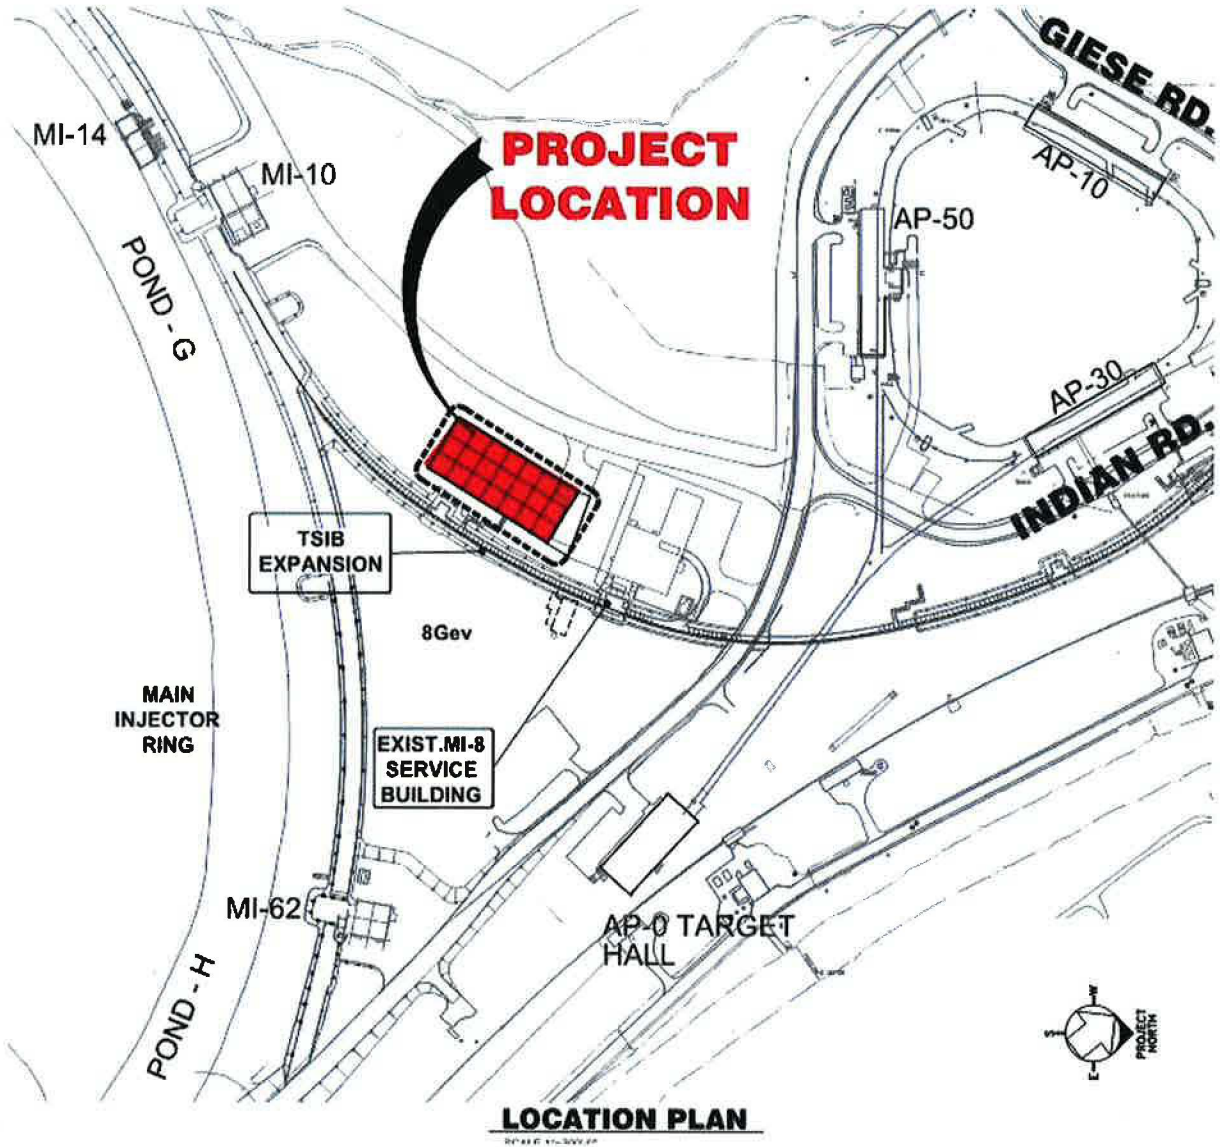 GIESE RD.
MI-14
MI-10
PROJECT
LOCATION
AP-10
AP-50
POND - G
AP-30
INDIAN RD.
TSIB
EXPANSION
8Gev
MAIN
INJECTOR
RING
EXIST.MI-8
SERVICE
BUILDING
MI-62
AP-0 TARGET
HALL
POND - H
W
S
E
PROJECT
NORTH
LOCATION PLAN